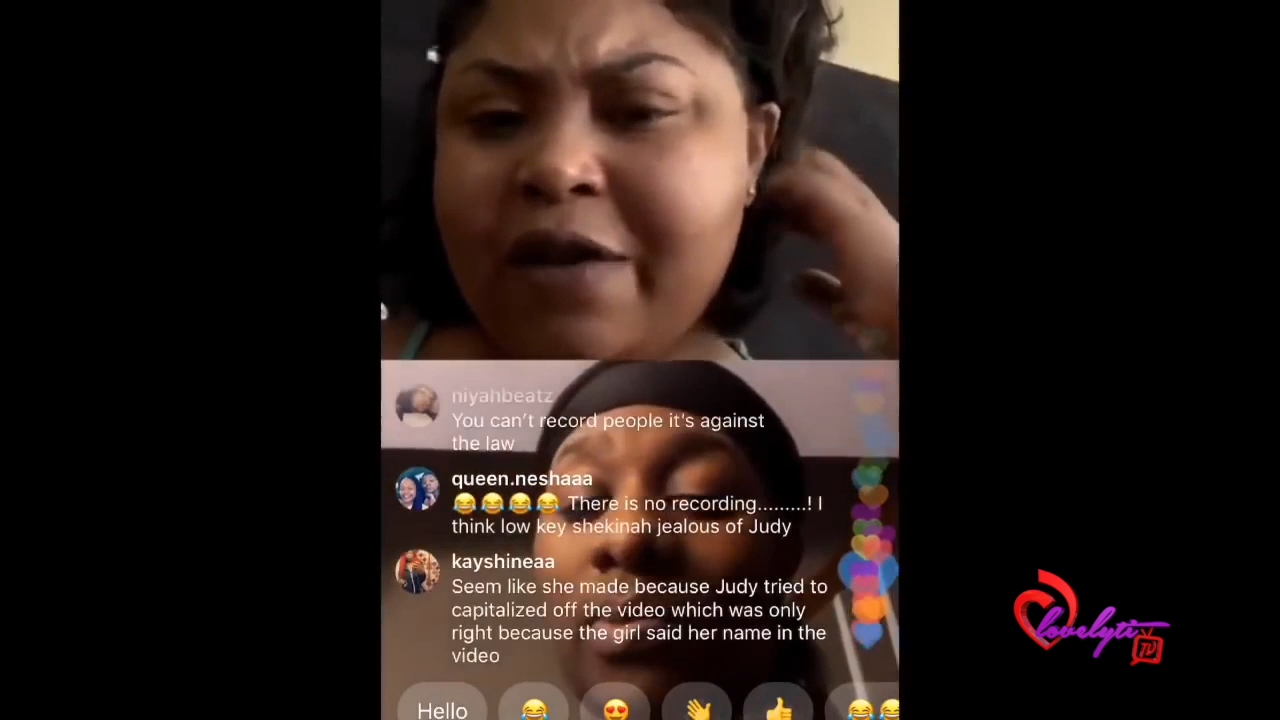 niyahbeatz
You can't record people it's against
the law
queen.neshaaa
😂😂😂😂 There is no recording.........! I
think low key shekinah jealous of Judy
kayshineaa
Seem like she made because Judy tried to
capitalized off the video which was only
right because the girl said her name in the
video
Hello
lovelyti
TV